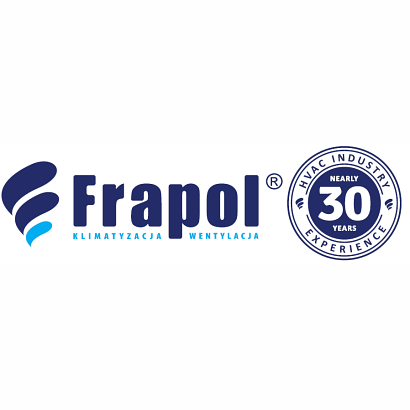 Frapol®
KLIMATYZACJA WENTYLACJA
HVAC INDUSTRY
NEARLY
30
YEARS
EXPERIENCE